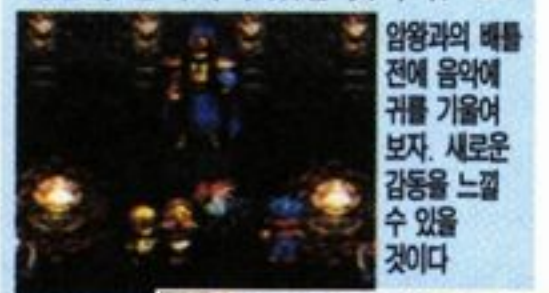 암왕과의 배틀
전에 음악에
귀를 기울여
보자. 새로운
감동을 느낄
수 있을
것이다